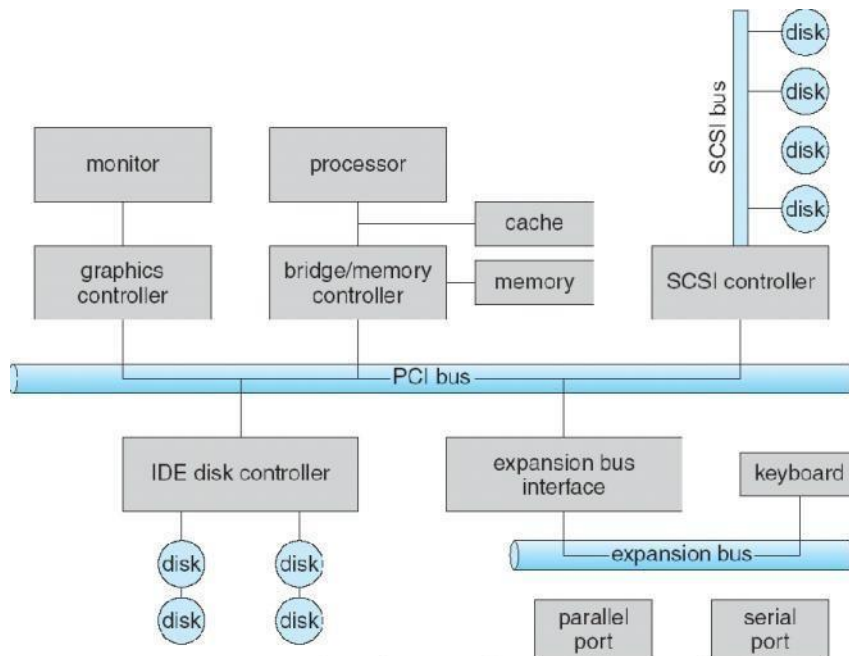 disk
disk
disk
disk
SCSI bus
monitor
processor
cache
graphics
controller
bridge/memory
controller
memory
SCSI controller
PCI bus
IDE disk controller
expansion bus
interface
keyboard
disk
disk
disk
disk
expansion bus
parallel
port
serial
port